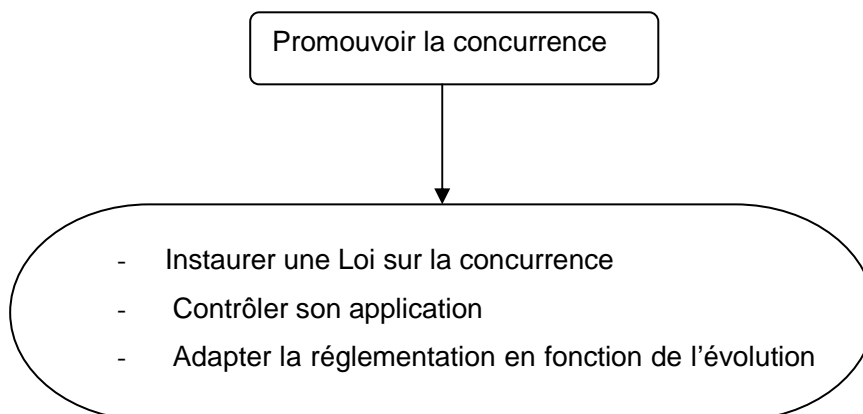 Promouvoir la concurrence
- Instaurer une Loi sur la concurrence
- Contrôler son application
- Adapter la réglementation en fonction de l’évolution